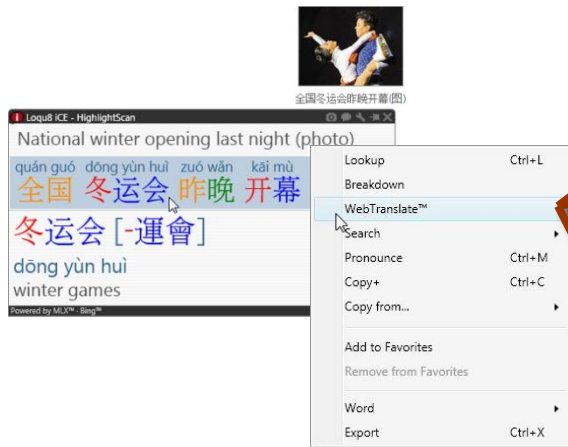 全国冬运会昨晚开幕(图)
Loqu8 iCE - HighlightScan
National winter opening last night (photo)
quán guó dōng yùn huì zuó wǎn kāi mù
全国 冬运会 昨晚 开幕
冬运会 [-運會]
dōng yùn huì
winter games
Powered by MLX™ · Bing™
Lookup Ctrl+L
Breakdown
WebTranslate™
Search
Pronounce Ctrl+M
Copy+ Ctrl+C
Copy from...
Add to Favorites
Remove from Favorites
Word
Export Ctrl+X